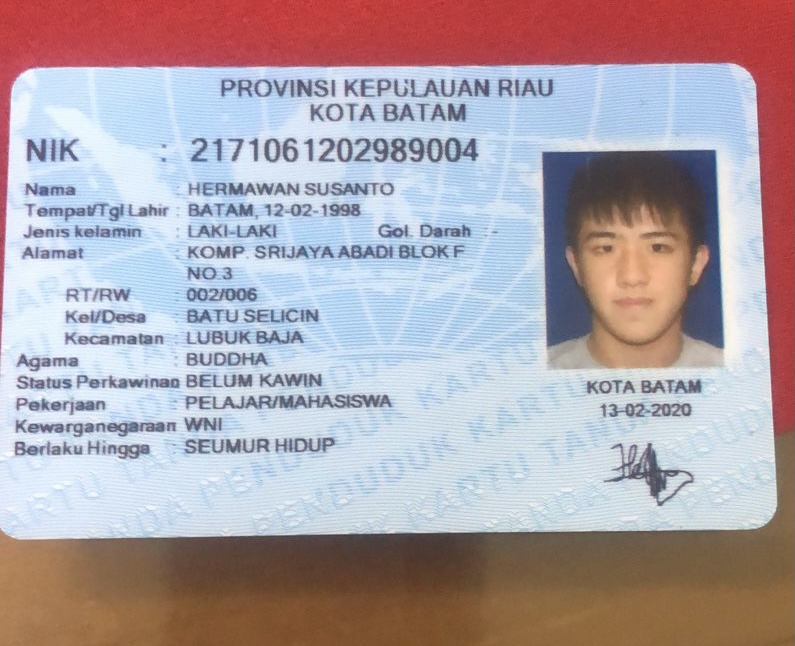 PROVINSI KEPULAUAN RIAU
KOTA BATAM
NIK : 2171061202989004
Nama : HERMAWAN SUSANTO
Tempat/Tgl Lahir : BATAM, 12-02-1998
Jenis kelamin : LAKI-LAKI Gol. Darah :-
Alamat : KOMP. SRIJAYA ABADI BLOK F
NO.3
RT/RW : 002/006
Kel/Desa : BATU SELICIN
Kecamatan : LUBUK BAJA
Agama : BUDDHA
Status Perkawinan BELUM KAWIN
Pekerjaan : PELAJAR/MAHASISWA
Kewarganegaraan WNI
Berlaku Hingga : SEUMUR HIDUP
KOTA BATAM
13-02-2020